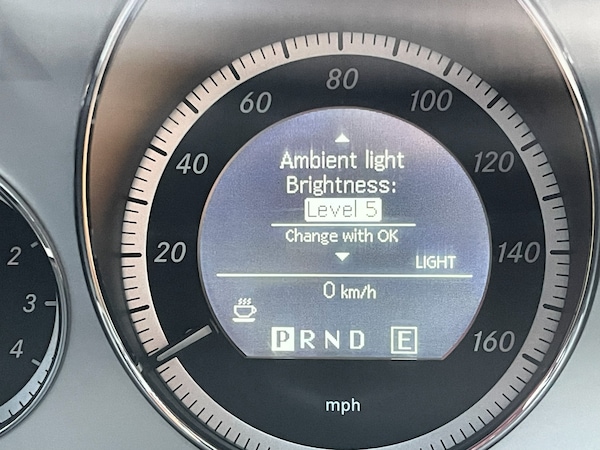 80
60
100
40
120
20
140
160
Ambient light
Brightness:
Level 5
Change with OK
LIGHT
0 km/h
P R N D E
mph
2
3
4